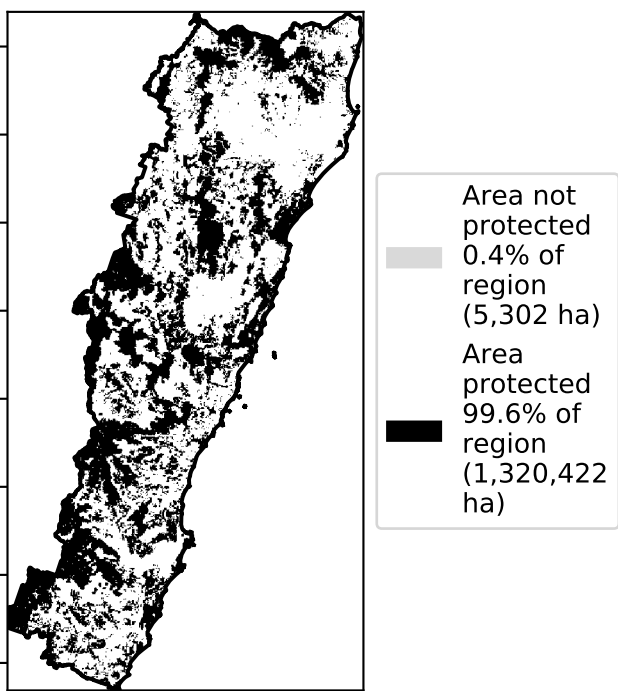 Area not
protected
0.4% of
region
(5,302 ha)
Area
protected
99.6% of
region
(1,320,422
ha)